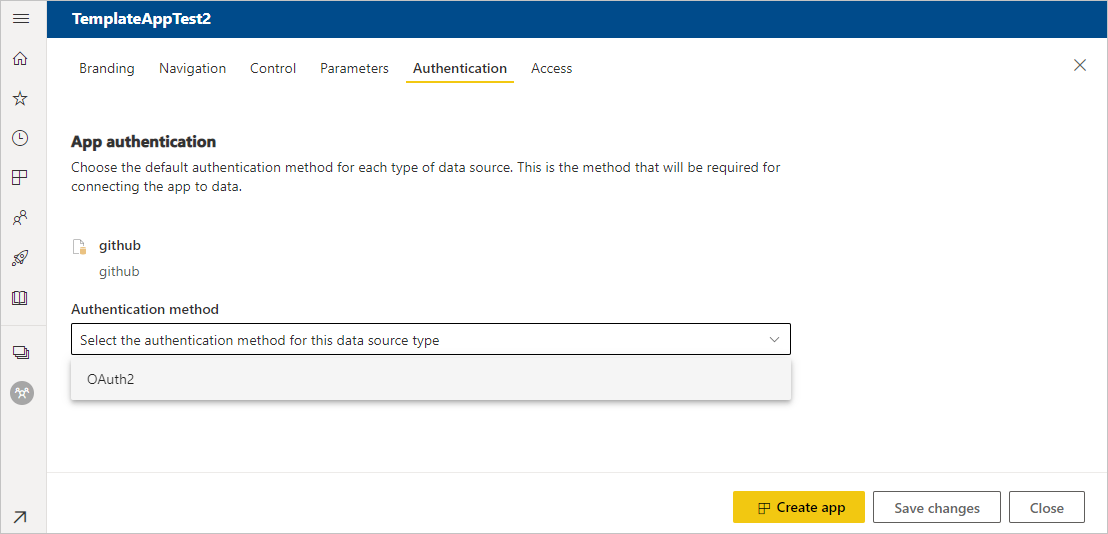 TemplateAppTest2
Branding Navigation Control Parameters Authentication Access
App authentication
Choose the default authentication method for each type of data source. This is the method that will be required for
connecting the app to data.
github
github
Authentication method
Select the authentication method for this data source type
OAuth2
Create app Save changes Close